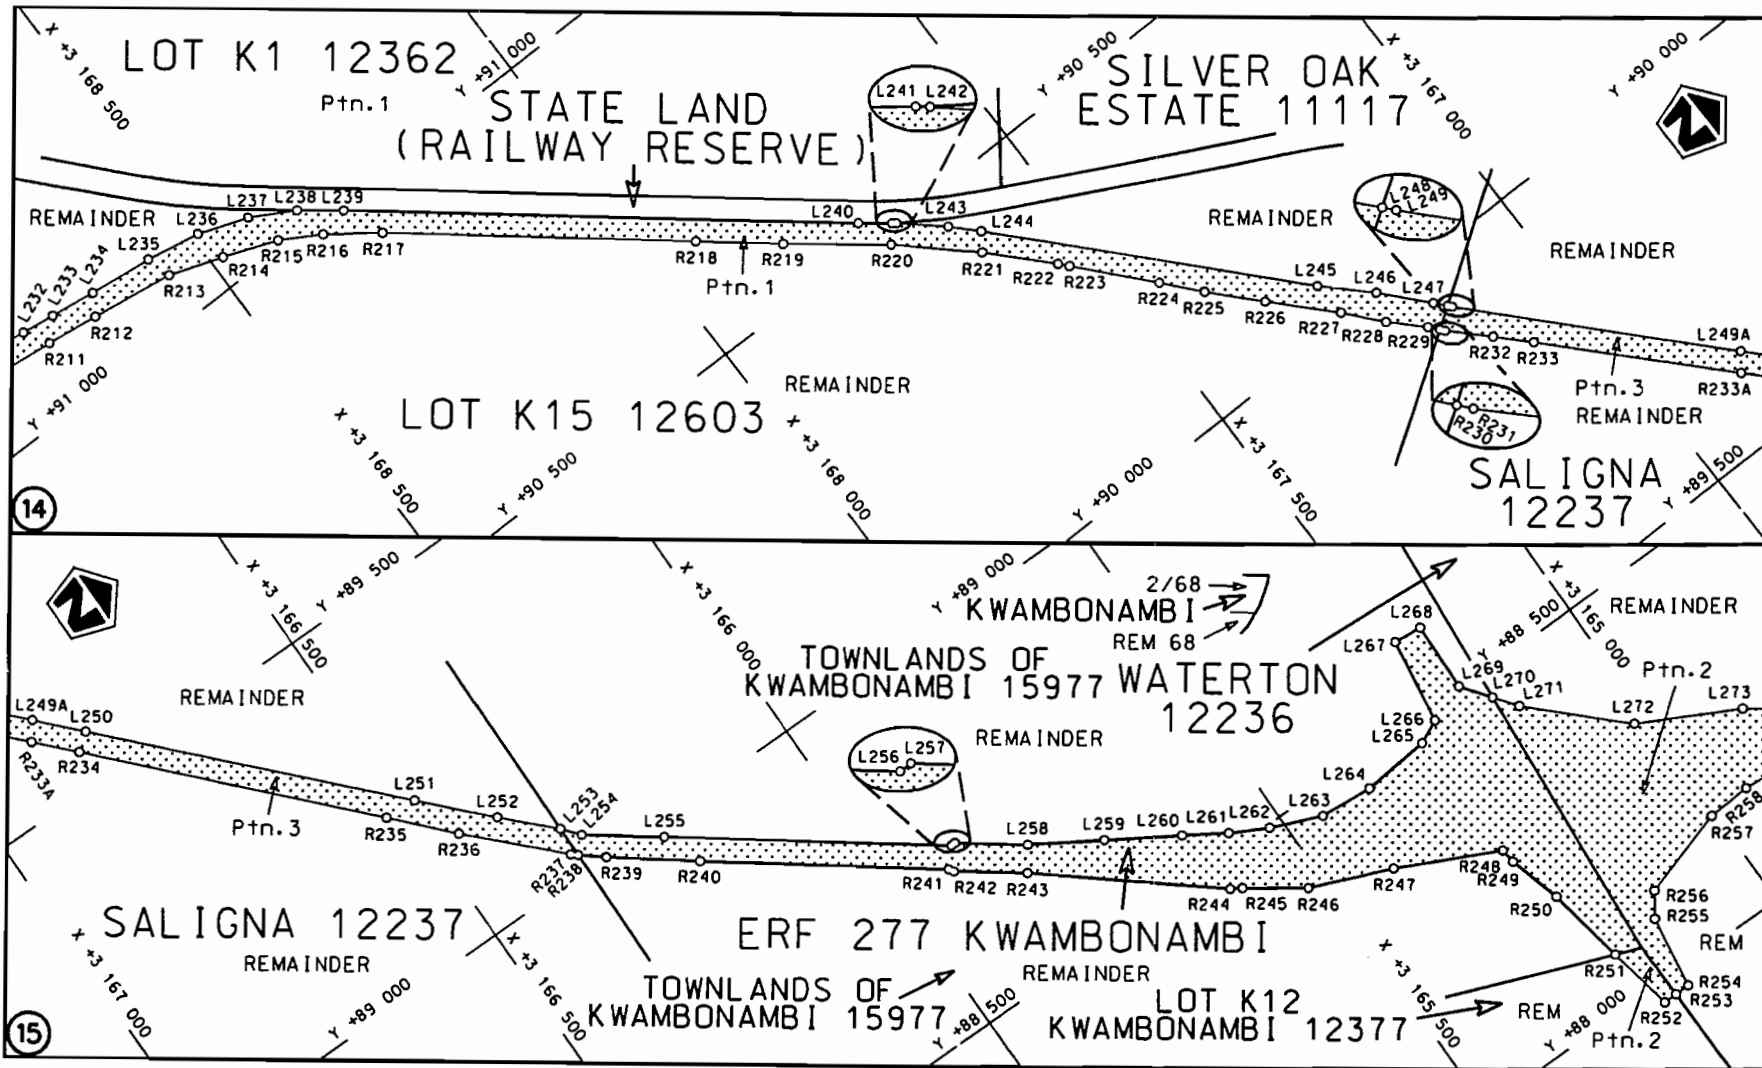 LOT K1 12362
Ptn.1
X +3 168 500
Y +91 000
STATE LAND
(RAILWAY RESERVE)
L241 L242
Y +90 500
SILVER OAK
ESTATE 11117
X +3 167 000
Y +90 000
REMAINDER
L232
L233
L234
L235
L236
L237
L238
L239
L240
L243
L244
REMAINDER
L248
L249
REMAINDER
L245
L246
L247
L249A
R211
R212
R213
R214
R215
R216
R217
R218
Ptn.1
R219
R220
R221
R222
R223
R224
R225
R226
R227
R228
R229
R232
R233
R233A
Ptn.3
REMAINDER
R230
R231
Y +91 000
LOT K15 12603
REMAINDER
X +3 168 500
Y +90 500
X +3 168 000
Y +90 000
X +3 167 500
SALIGNA
12237
Y +89 500
14
X +3 166 500
Y +89 500
X +3 166 000
Y +89 000
2/68
KWAMBONAMBI
REM 68
TOWNLANDS OF
KWAMBONAMBI 15977
WATERTON
12236
X +3 165 000
Y +88 500
REMAINDER
REMAINDER
REMAINDER
L249A
L250
L251
L252
L253
L254
L255
L256
L257
L258
L259
L260
L261
L262
L263
L264
L265
L266
L267
L268
L269
L270
L271
L272
L273
Ptn.2
R233A
R234
Ptn.3
R235
R236
R237
R238
R239
R240
R241
R242
R243
R244
R245
R246
R247
R248
R249
R250
R251
R252
R253
R254
R255
R256
R257
R258
REM
SALIGNA 12237
REMAINDER
ERF 277 KWAMBONAMBI
REMAINDER
TOWNLANDS OF
KWAMBONAMBI 15977
LOT K12
KWAMBONAMBI 12377
REM
Ptn.2
X +3 167 000
Y +89 000
X +3 166 500
Y +88 500
X +3 165 500
Y +88 000
15